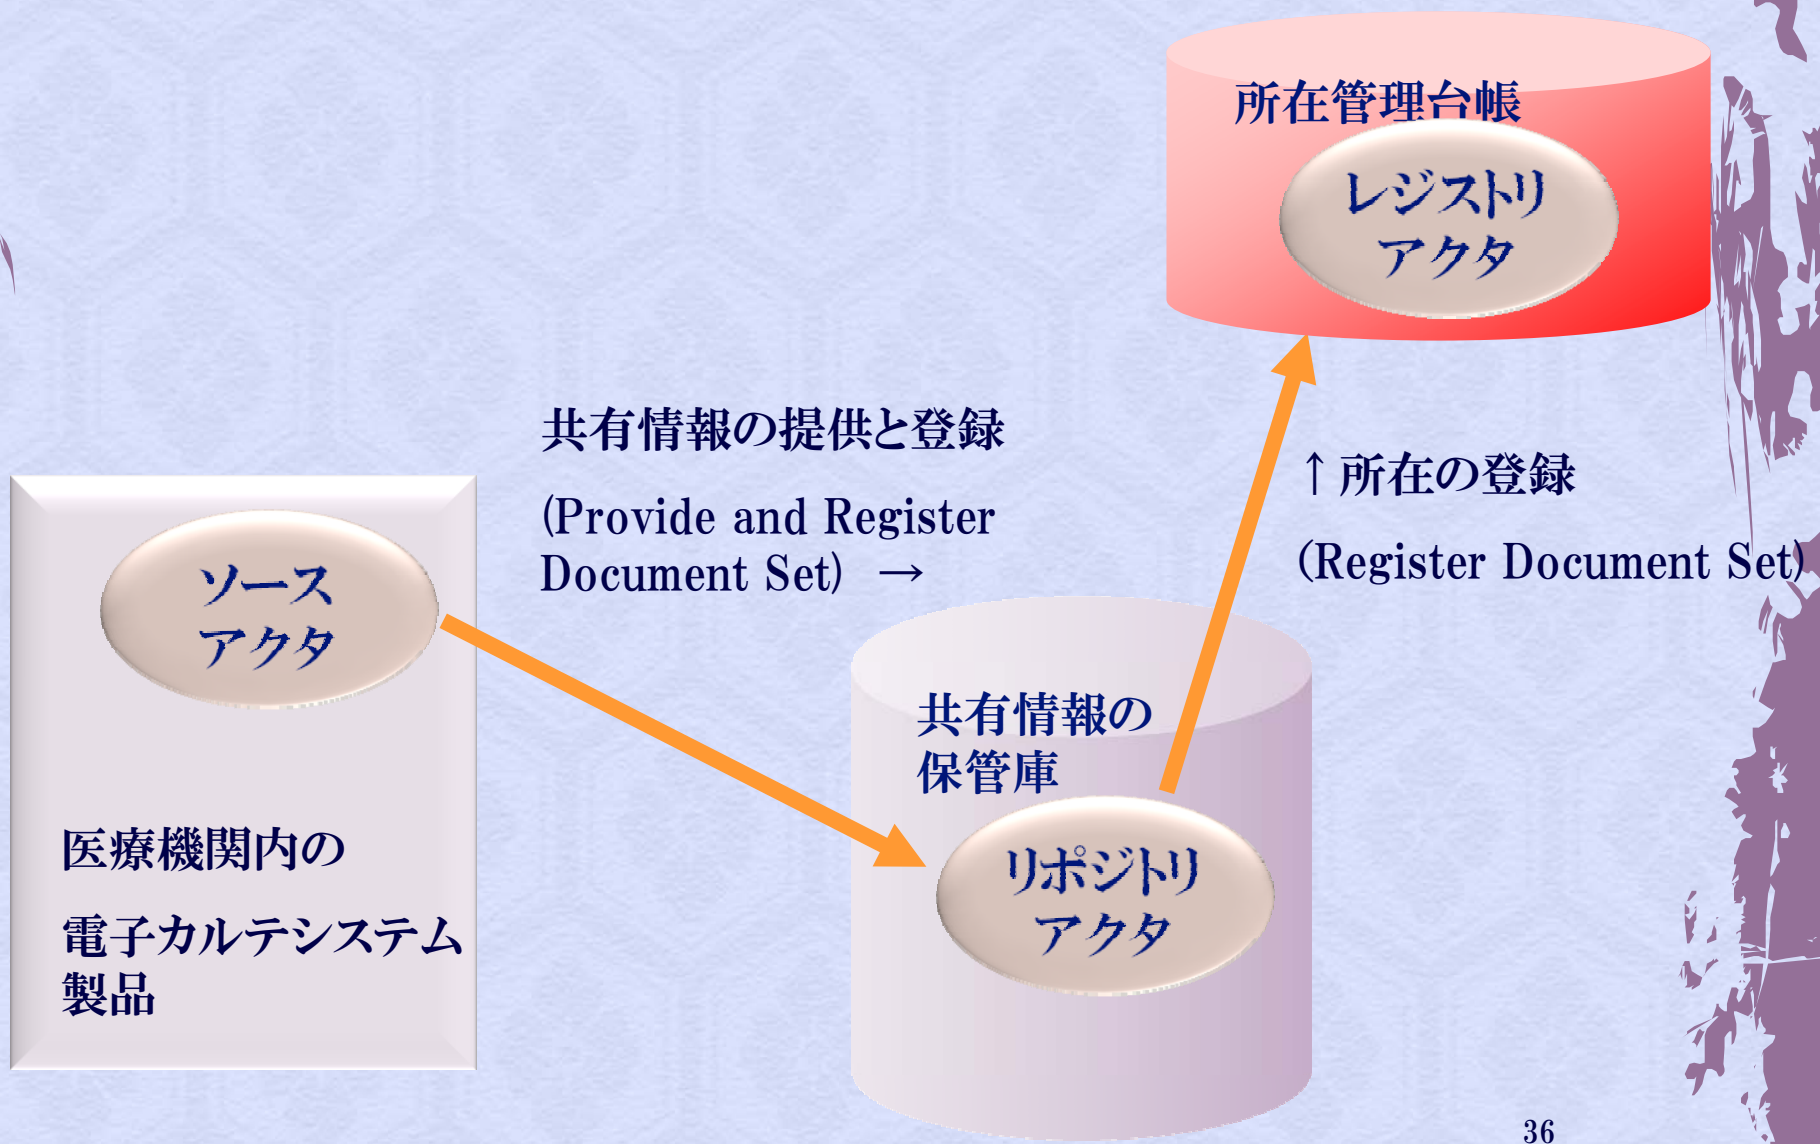 所在管理台帳
レジストリ
アクタ
共有情報の提供と登録
(Provide and Register
Document Set) →
↑所在の登録
(Register Document Set)
ソース
アクタ
共有情報の
保管庫
リポジトリ
アクタ
医療機関内の
電子カルテシステム
製品
36